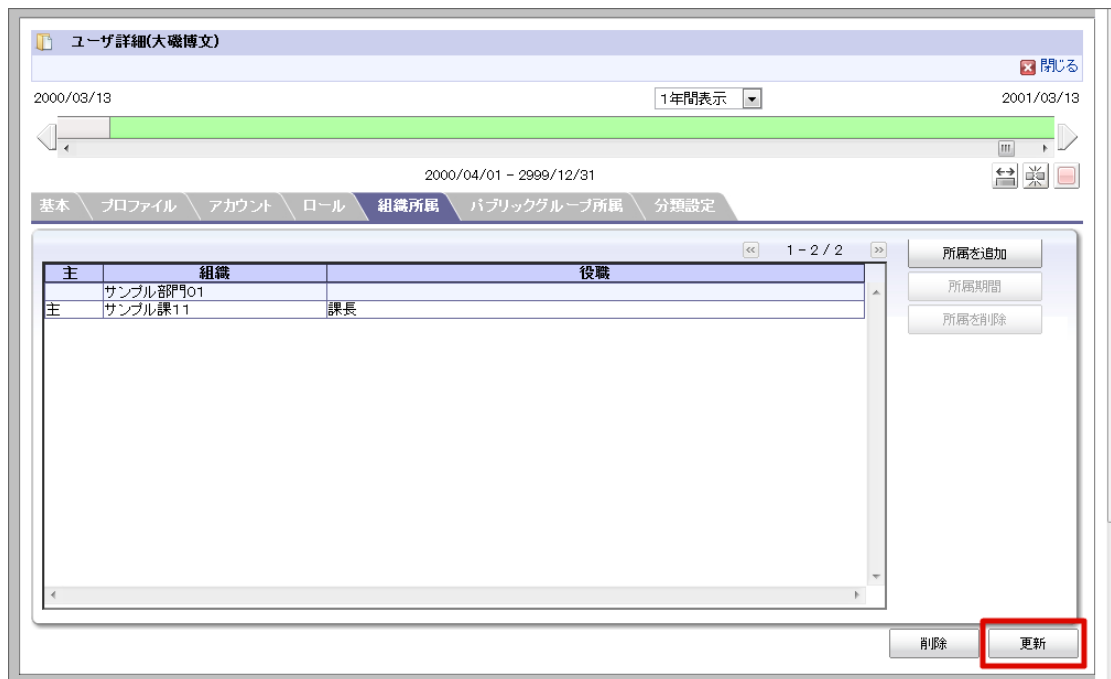 ユーザ詳細(大磯博文)
閉じる
2000/03/13 1年間表示 2001/03/13
2000/04/01 - 2999/12/31
基本 プロファイル アカウント ロール 組織所属 パブリックグループ所属 分類設定
1 - 2 / 2 所属を追加
主 組織 役職
サンプル部門01 所属期間
主 サンプル課11 課長
所属を削除
削除 更新